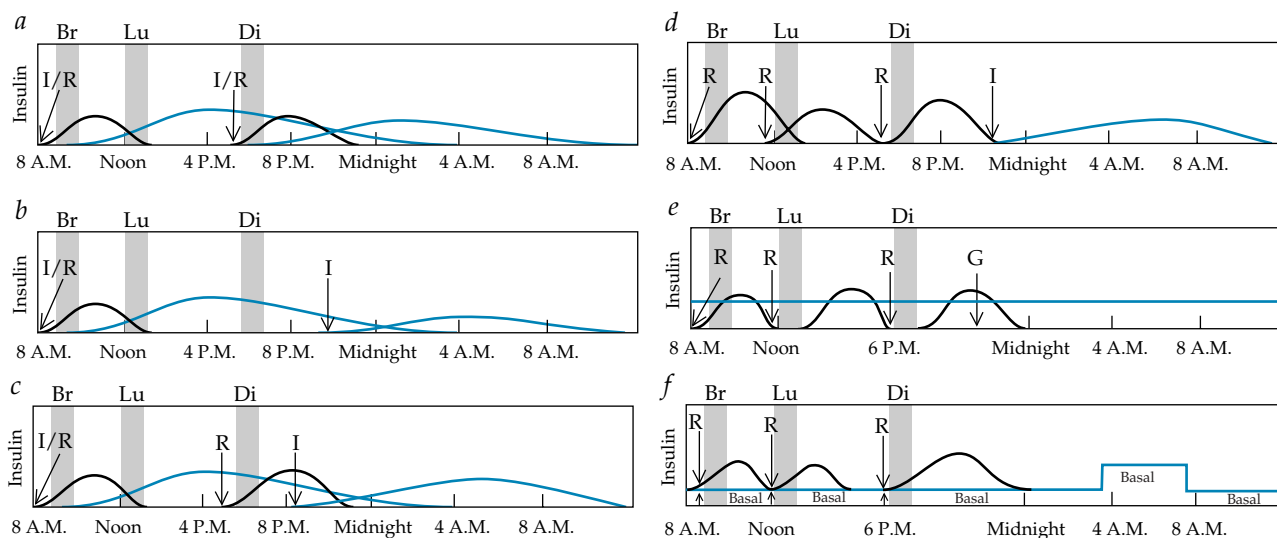 a
Br Lu Di
I/R I/R
Insulin
8 A.M. Noon 4 P.M. 8 P.M. Midnight 4 A.M. 8 A.M.
b
Br Lu Di
I/R I
Insulin
8 A.M. Noon 4 P.M. 8 P.M. Midnight 4 A.M. 8 A.M.
c
Br Lu Di
I/R R I
Insulin
8 A.M. Noon 4 P.M. 8 P.M. Midnight 4 A.M. 8 A.M.
d
Br Lu Di
R R R I
Insulin
8 A.M. Noon 4 P.M. 8 P.M. Midnight 4 A.M. 8 A.M.
e
Br Lu Di
R R R G
Insulin
8 A.M. Noon 6 P.M. Midnight 4 A.M. 8 A.M.
f
Br Lu Di
R R R
Insulin
Basal Basal Basal Basal Basal
8 A.M. Noon 6 P.M. Midnight 4 A.M. 8 A.M.